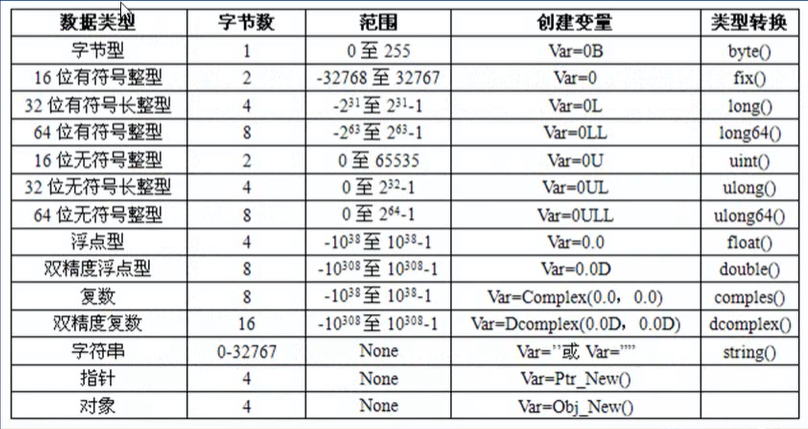 数据类型 字节数 范围 创建变量 类型转换
字节型 1 0 至 255 Var=0B byte()
16 位有符号整型 2 -32768 至 32767 Var=0 fix()
32 位有符号长整型 4 -2³¹ 至 2³¹-1 Var=0L long()
64 位有符号整型 8 -2⁶³ 至 2⁶³-1 Var=0LL long64()
16 位无符号整型 2 0 至 65535 Var=0U uint()
32 位无符号长整型 4 0 至 2³²-1 Var=0UL ulong()
64 位无符号整型 8 0 至 2⁶⁴-1 Var=0ULL ulong64()
浮点型 4 -10³⁸ 至 10³⁸-1 Var=0.0 float()
双精度浮点型 8 -10³⁰⁸ 至 10³⁰⁸-1 Var=0.0D double()
复数 8 -10³⁸ 至 10³⁸-1 Var=Complex(0.0，0.0) comples()
双精度复数 16 -10³⁰⁸ 至 10³⁰⁸-1 Var=Dcomplex(0.0D，0.0D) dcomplex()
字符串 0-32767 None Var=’’或 Var=”” string()
指针 4 None Var=Ptr_New()
对象 4 None Var=Obj_New()